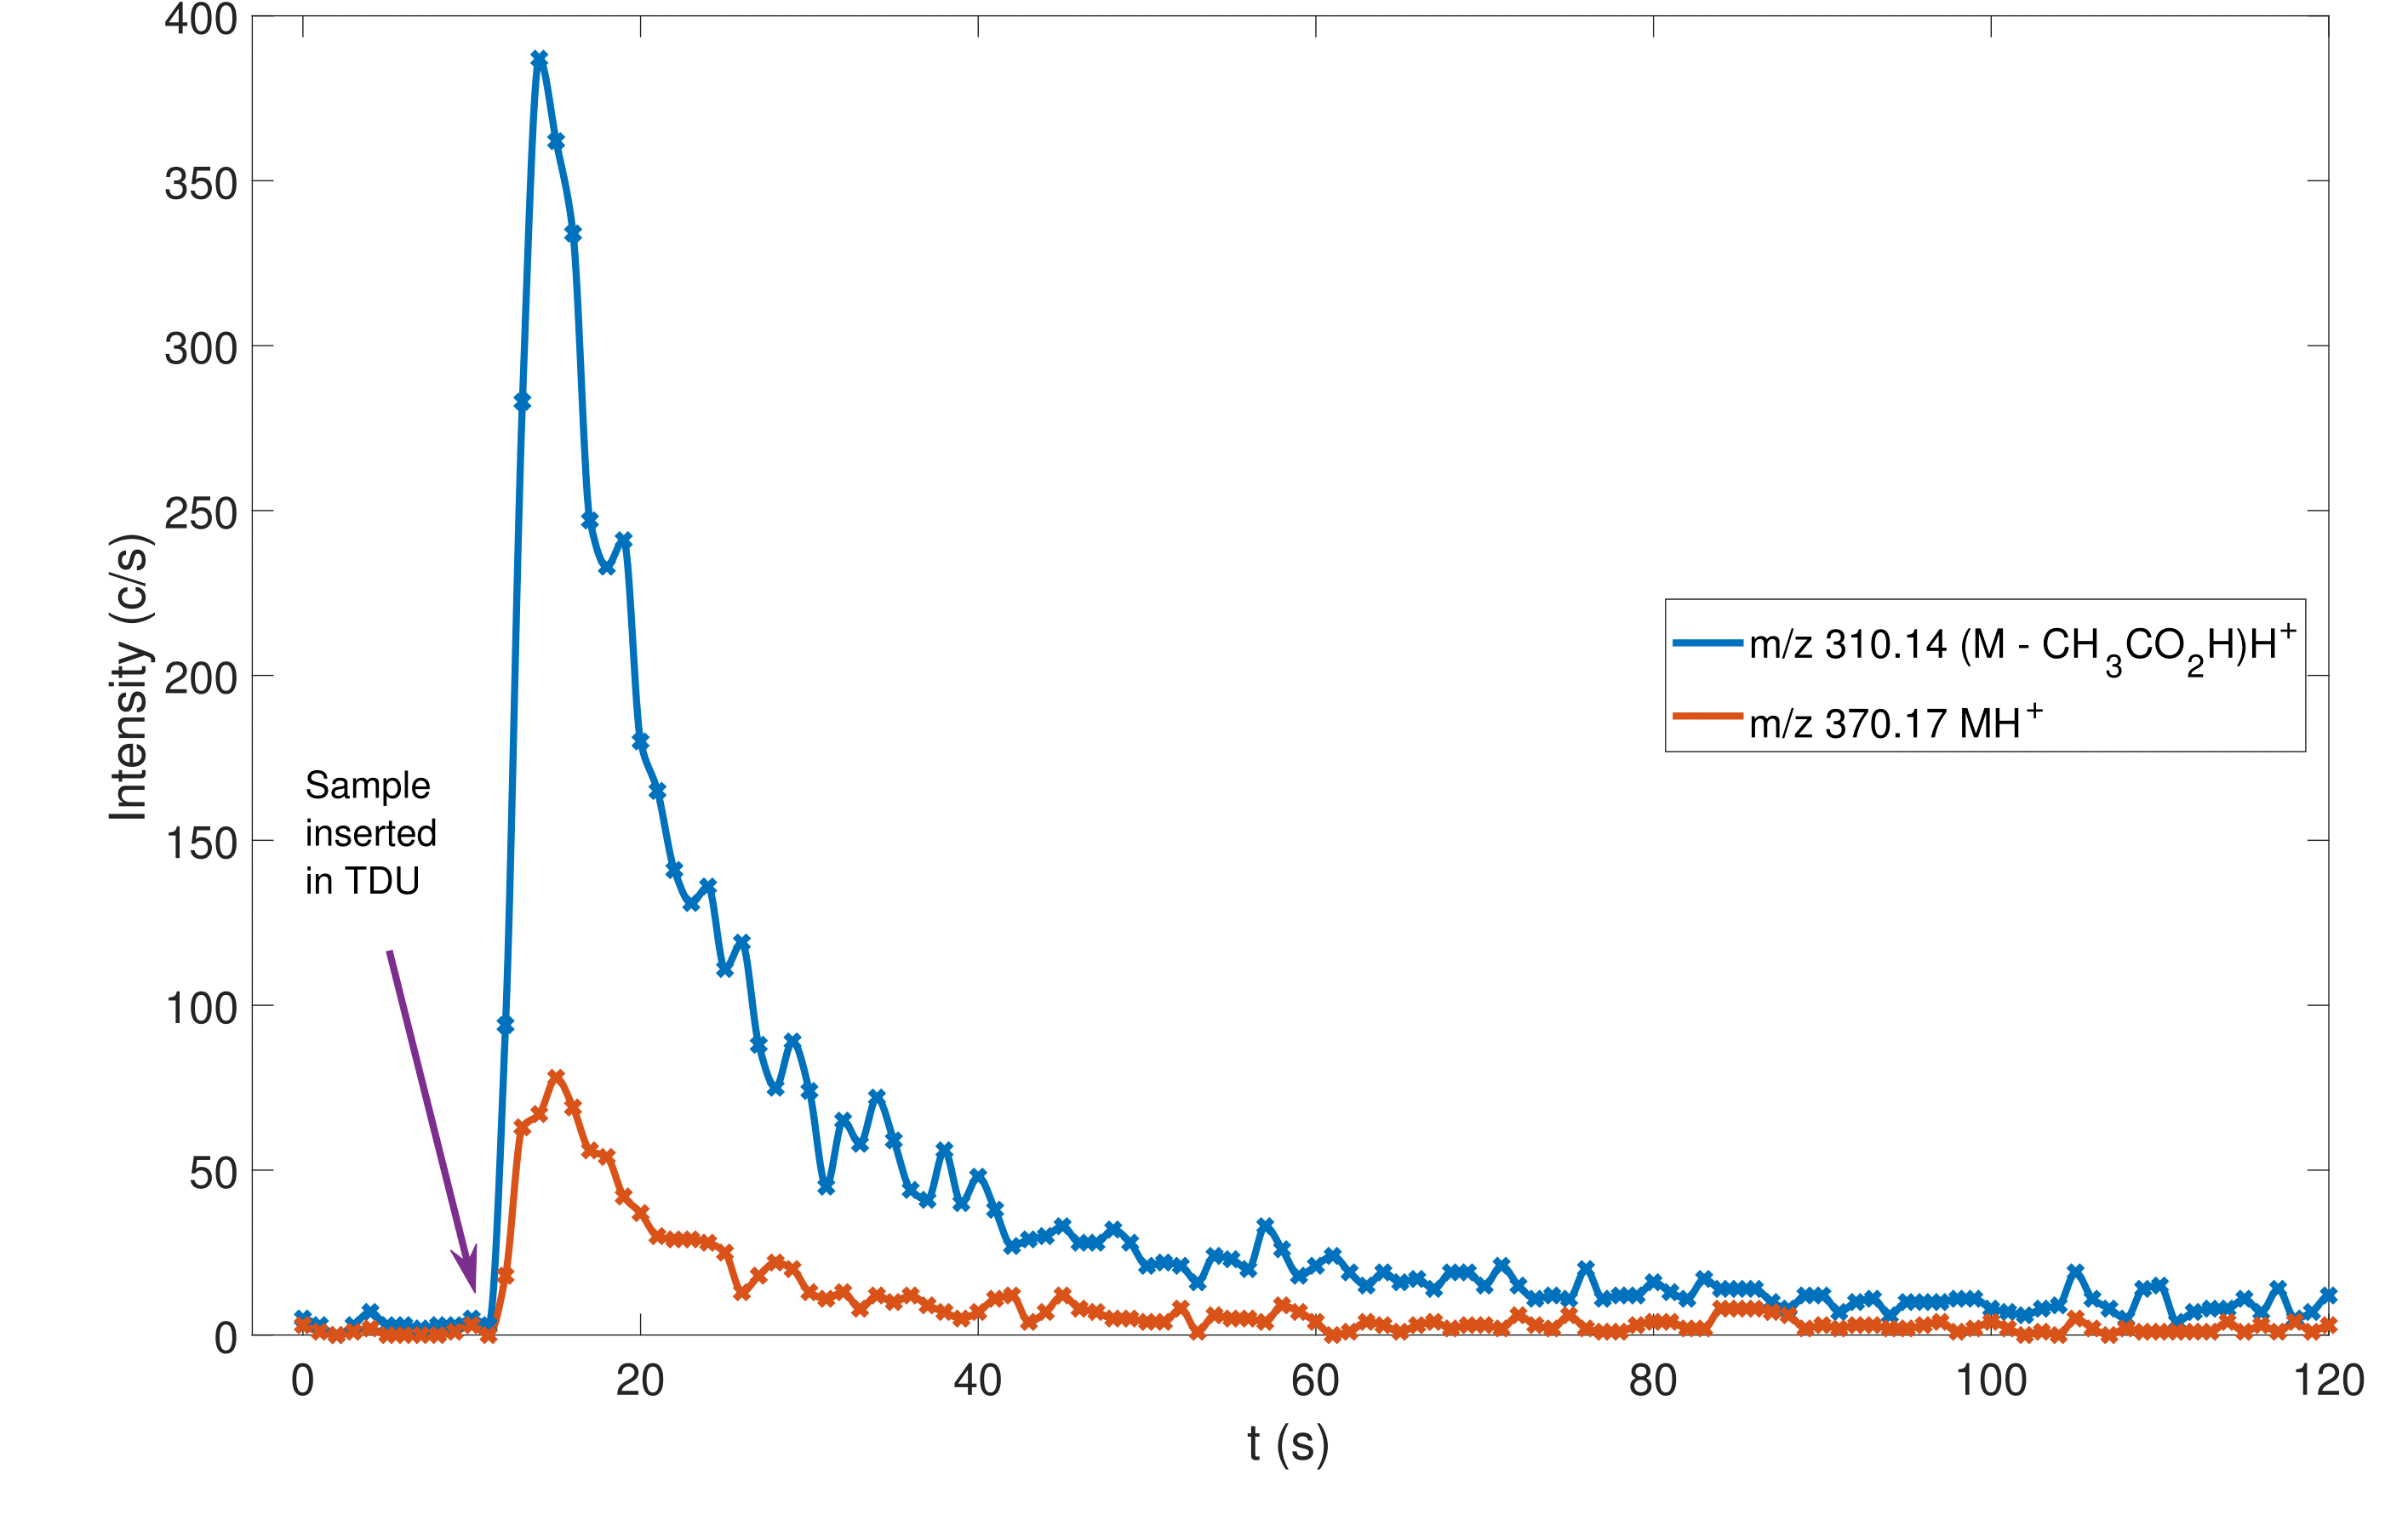 400
350
300
250
200
150
100
50
0
Intensity (c/s)
Sample
inserted
in TDU
m/z 310.14 (M - CH3CO2H)H+
m/z 370.17 MH+
0 20 40 60 80 100 120
t (s)